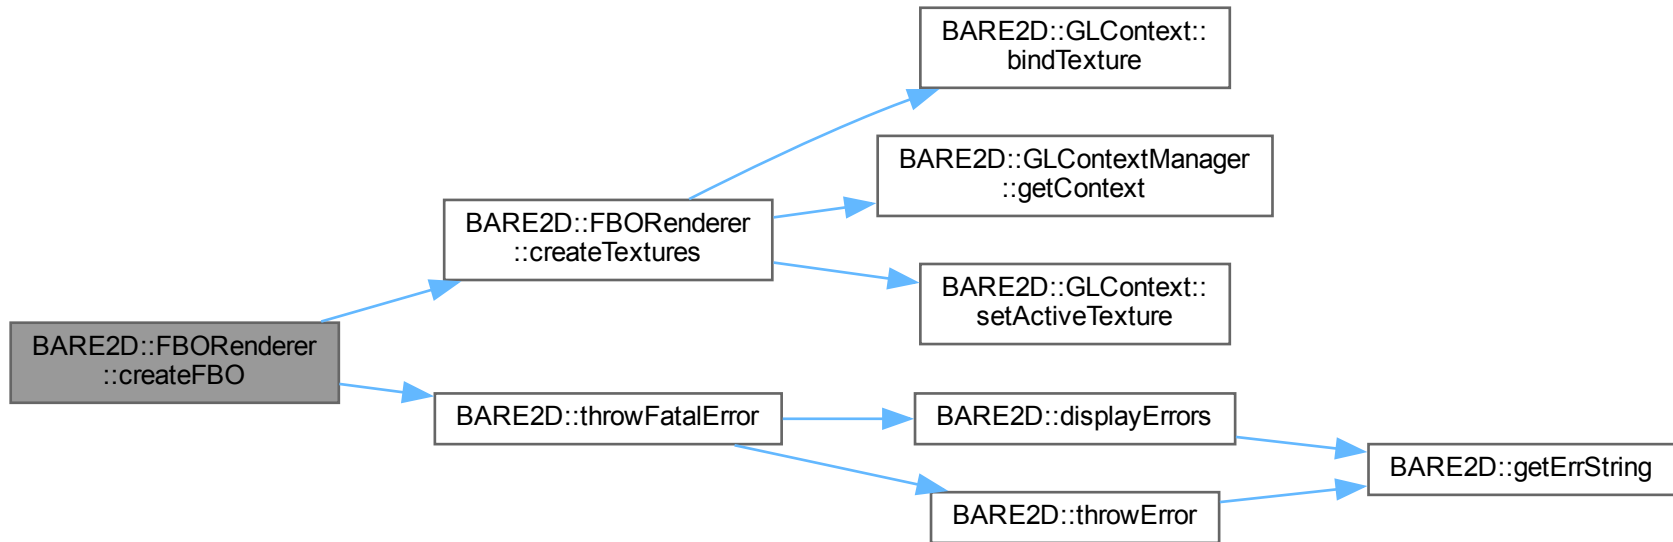 BARE2D::GLContext::
bindTexture
BARE2D::GLContextManager
::getContext
BARE2D::FBORenderer
::createTextures
BARE2D::GLContext::
setActiveTexture
BARE2D::FBORenderer
::createFBO
BARE2D::throwFatalError
BARE2D::displayErrors
BARE2D::getErrString
BARE2D::throwError